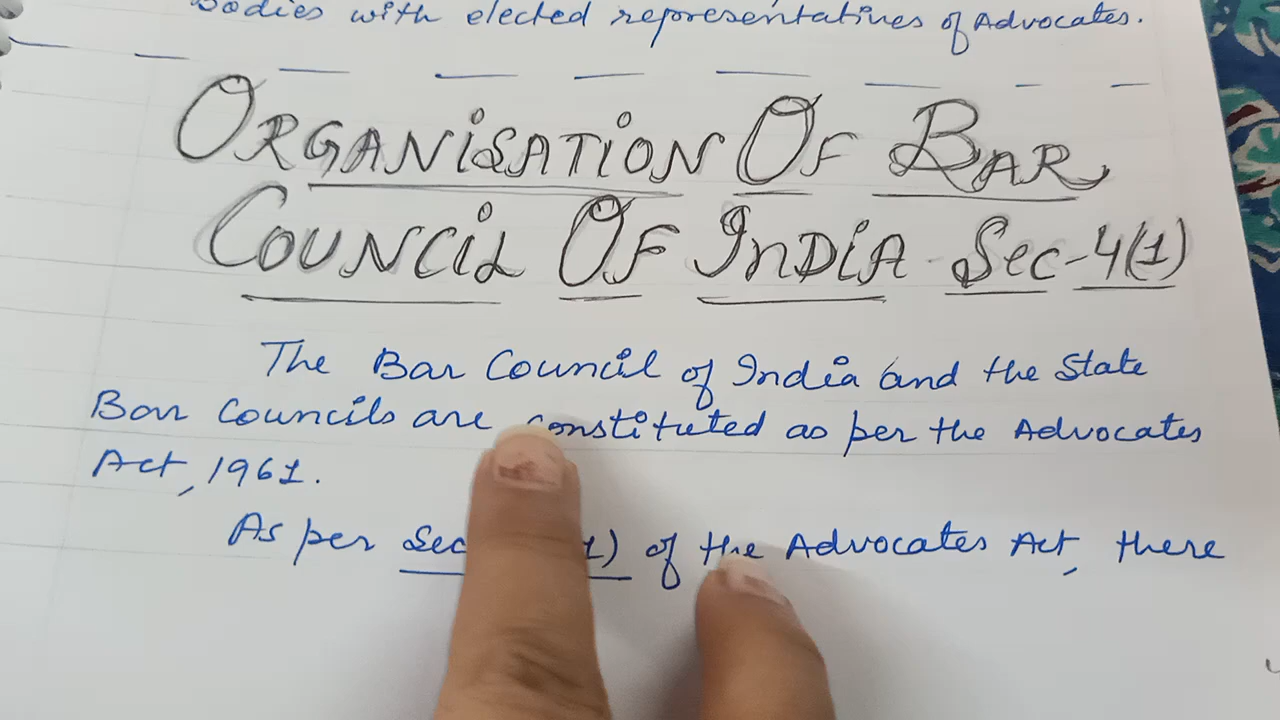 Bodies with elected representatives of Advocates.
ORGANISATION OF BAR
COUNCIL OF INDIA Sec-4(1)
The Bar Council of India and the State
Bar Councils are constituted as per the Advocates
Act, 1961.
As per Sec 1) of the Advocates Act, there